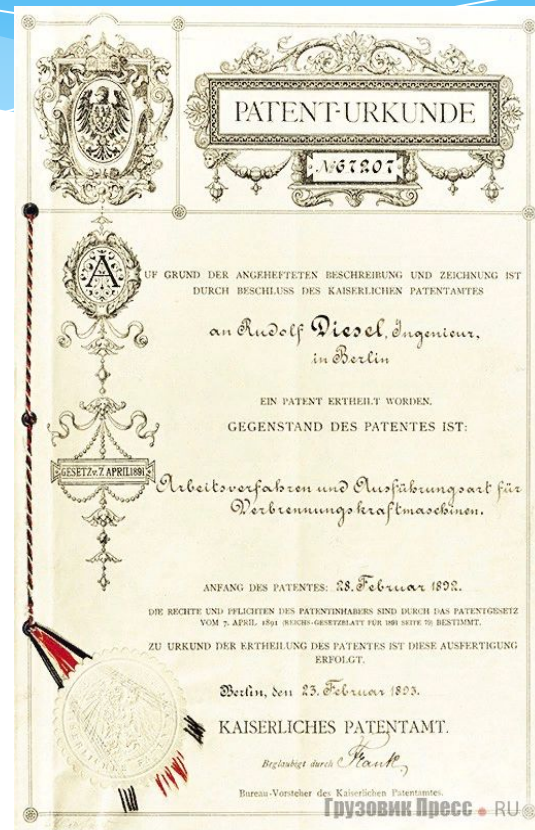 PATENT-URKUNDE
№ 67207
AUF GRUND DER ANGEHEFTETEN BESCHREIBUNG UND ZEICHNUNG IST
DURCH BESCHLUSS DES KAISERLICHEN PATENTAMTES
an Rudolf Diesel, Ingenieur,
in Berlin
EIN PATENT ERTHEILT WORDEN.
GEGENSTAND DES PATENTES IST:
GESETZ v. 7. APRIL 1891
Arbeitsverfahren und Ausführungsart für
Verbrennungskraftmaschinen.
ANFANG DES PATENTES: 28. Februar 1892.
DIE RECHTE UND PFLICHTEN DES PATENTINHABERS SIND DURCH DAS PATENTGESETZ
VOM 7. APRIL 1891 (REICHS-GESETZBLATT FÜR 1891 SEITE 79) BESTIMMT.
ZU URKUND DER ERTHEILUNG DES PATENTES IST DIESE AUSFERTIGUNG
ERFOLGT.
Berlin, den 23. Februar 1893.
KAISERLICHES PATENTAMT.
Beglaubigt durch Frank,
Bureau-Vorsteher des Kaiserlichen Patentamtes.
Грузовик Пресс • RU